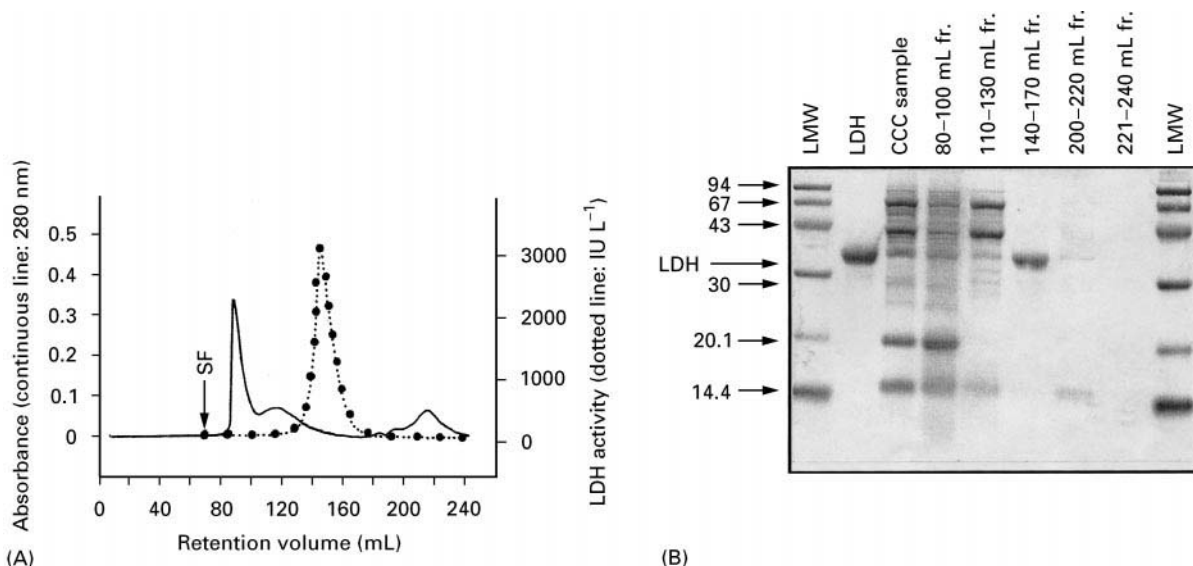 Absorbance (continuous line: 280 nm)
0.5
0.4
0.3
0.2
0.1
0
SF
3000
2000
1000
0
LDH activity (dotted line: IU L⁻¹)
0 40 80 120 160 200 240
Retention volume (mL)
(A)
LMW
LDH
CCC sample
80–100 mL fr.
110–130 mL fr.
140–170 mL fr.
200–220 mL fr.
221–240 mL fr.
LMW
94
67
43
LDH
30
20.1
14.4
(B)